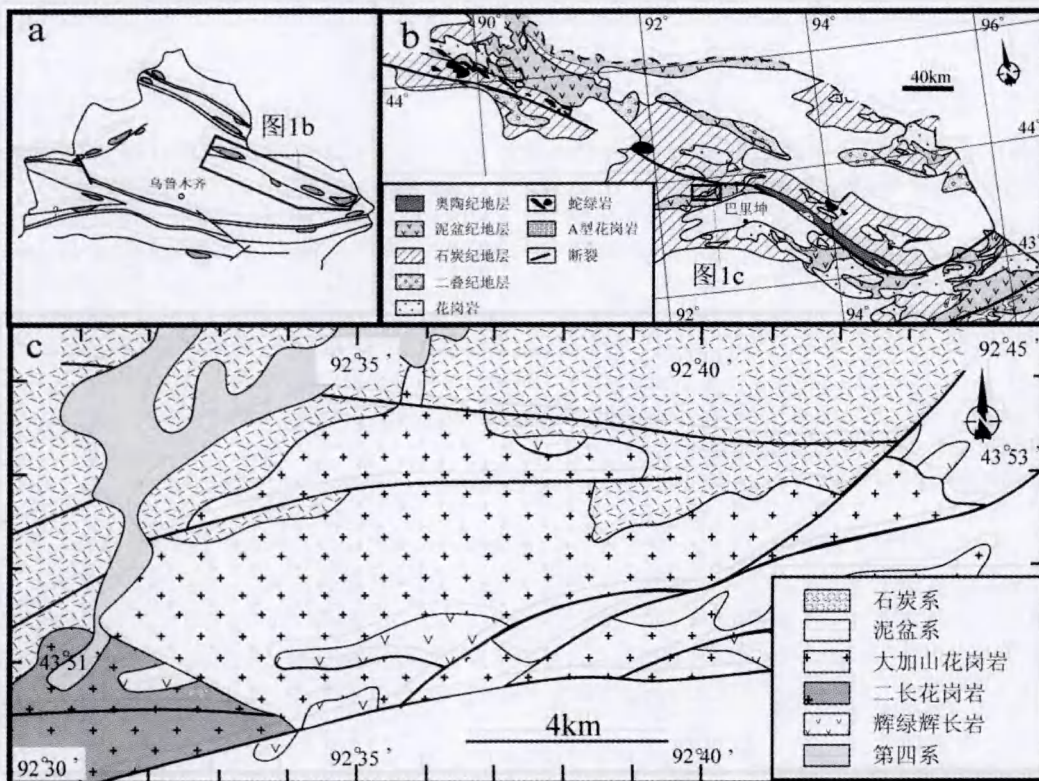 a
图1b
乌鲁木齐
b
90°
92°
94°
96°
40km
44°
44°
巴里坤
43°
图1c
92°
94°
奥陶纪地层
泥盆纪地层
石炭纪地层
二叠纪地层
花岗岩
蛇绿岩
A型花岗岩
断裂
c
92°35′
92°40′
92°45′
43°53′
43°51′
92°30′
92°35′
4km
92°40′
石炭系
泥盆系
大加山花岗岩
二长花岗岩
辉绿辉长岩
第四系